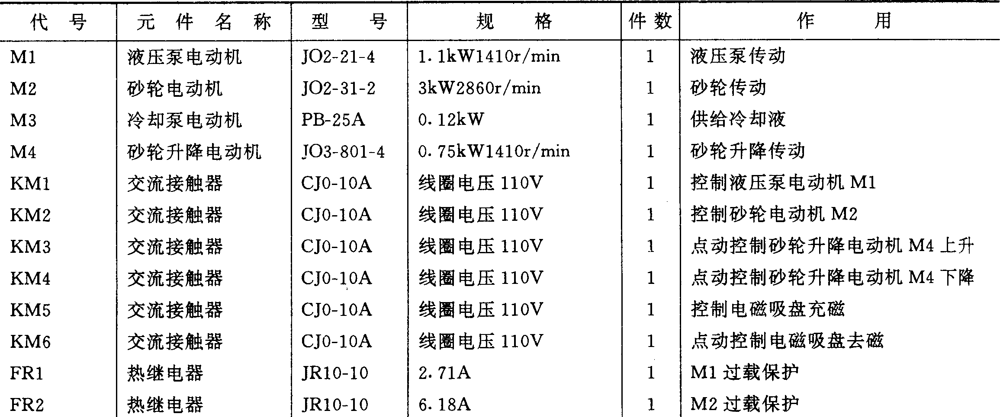 代 号 元 件 名 称 型 号 规 格 件 数 作 用
M1 液压泵电动机 JO2-21-4 1.1kW1410r/min 1 液压泵传动
M2 砂轮电动机 JO2-31-2 3kW2860r/min 1 砂轮传动
M3 冷却泵电动机 PB-25A 0.12kW 1 供给冷却液
M4 砂轮升降电动机 JO3-801-4 0.75kW1410r/min 1 砂轮升降传动
KM1 交流接触器 CJ0-10A 线圈电压 110V 1 控制液压泵电动机 M1
KM2 交流接触器 CJ0-10A 线圈电压 110V 1 控制砂轮电动机 M2
KM3 交流接触器 CJ0-10A 线圈电压 110V 1 点动控制砂轮升降电动机 M4 上升
KM4 交流接触器 CJ0-10A 线圈电压 110V 1 点动控制砂轮升降电动机 M4 下降
KM5 交流接触器 CJ0-10A 线圈电压 110V 1 控制电磁吸盘充磁
KM6 交流接触器 CJ0-10A 线圈电压 110V 1 点动控制电磁吸盘去磁
FR1 热继电器 JR10-10 2.71A 1 M1 过载保护
FR2 热继电器 JR10-10 6.18A 1 M2 过载保护